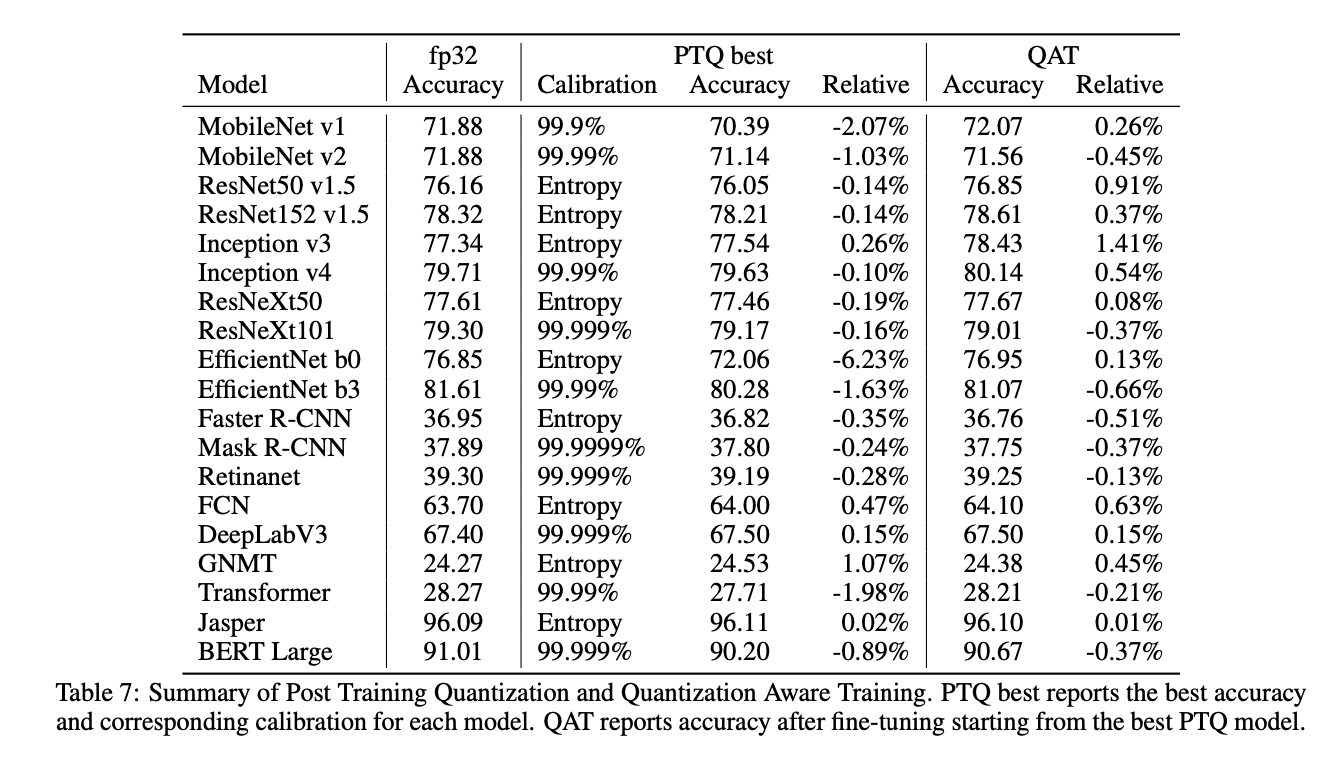 fp32 PTQ best QAT
Model Accuracy Calibration Accuracy Relative Accuracy Relative
MobileNet v1 71.88 99.9% 70.39 -2.07% 72.07 0.26%
MobileNet v2 71.88 99.99% 71.14 -1.03% 71.56 -0.45%
ResNet50 v1.5 76.16 Entropy 76.05 -0.14% 76.85 0.91%
ResNet152 v1.5 78.32 Entropy 78.21 -0.14% 78.61 0.37%
Inception v3 77.34 Entropy 77.54 0.26% 78.43 1.41%
Inception v4 79.71 99.99% 79.63 -0.10% 80.14 0.54%
ResNeXt50 77.61 Entropy 77.46 -0.19% 77.67 0.08%
ResNeXt101 79.30 99.999% 79.17 -0.16% 79.01 -0.37%
EfficientNet b0 76.85 Entropy 72.06 -6.23% 76.95 0.13%
EfficientNet b3 81.61 99.99% 80.28 -1.63% 81.07 -0.66%
Faster R-CNN 36.95 Entropy 36.82 -0.35% 36.76 -0.51%
Mask R-CNN 37.89 99.9999% 37.80 -0.24% 37.75 -0.37%
Retinanet 39.30 99.999% 39.19 -0.28% 39.25 -0.13%
FCN 63.70 Entropy 64.00 0.47% 64.10 0.63%
DeepLabV3 67.40 99.999% 67.50 0.15% 67.50 0.15%
GNMT 24.27 Entropy 24.53 1.07% 24.38 0.45%
Transformer 28.27 99.99% 27.71 -1.98% 28.21 -0.21%
Jasper 96.09 Entropy 96.11 0.02% 96.10 0.01%
BERT Large 91.01 99.999% 90.20 -0.89% 90.67 -0.37%
Table 7: Summary of Post Training Quantization and Quantization Aware Training. PTQ best reports the best accuracy
and corresponding calibration for each model. QAT reports accuracy after fine-tuning starting from the best PTQ model.